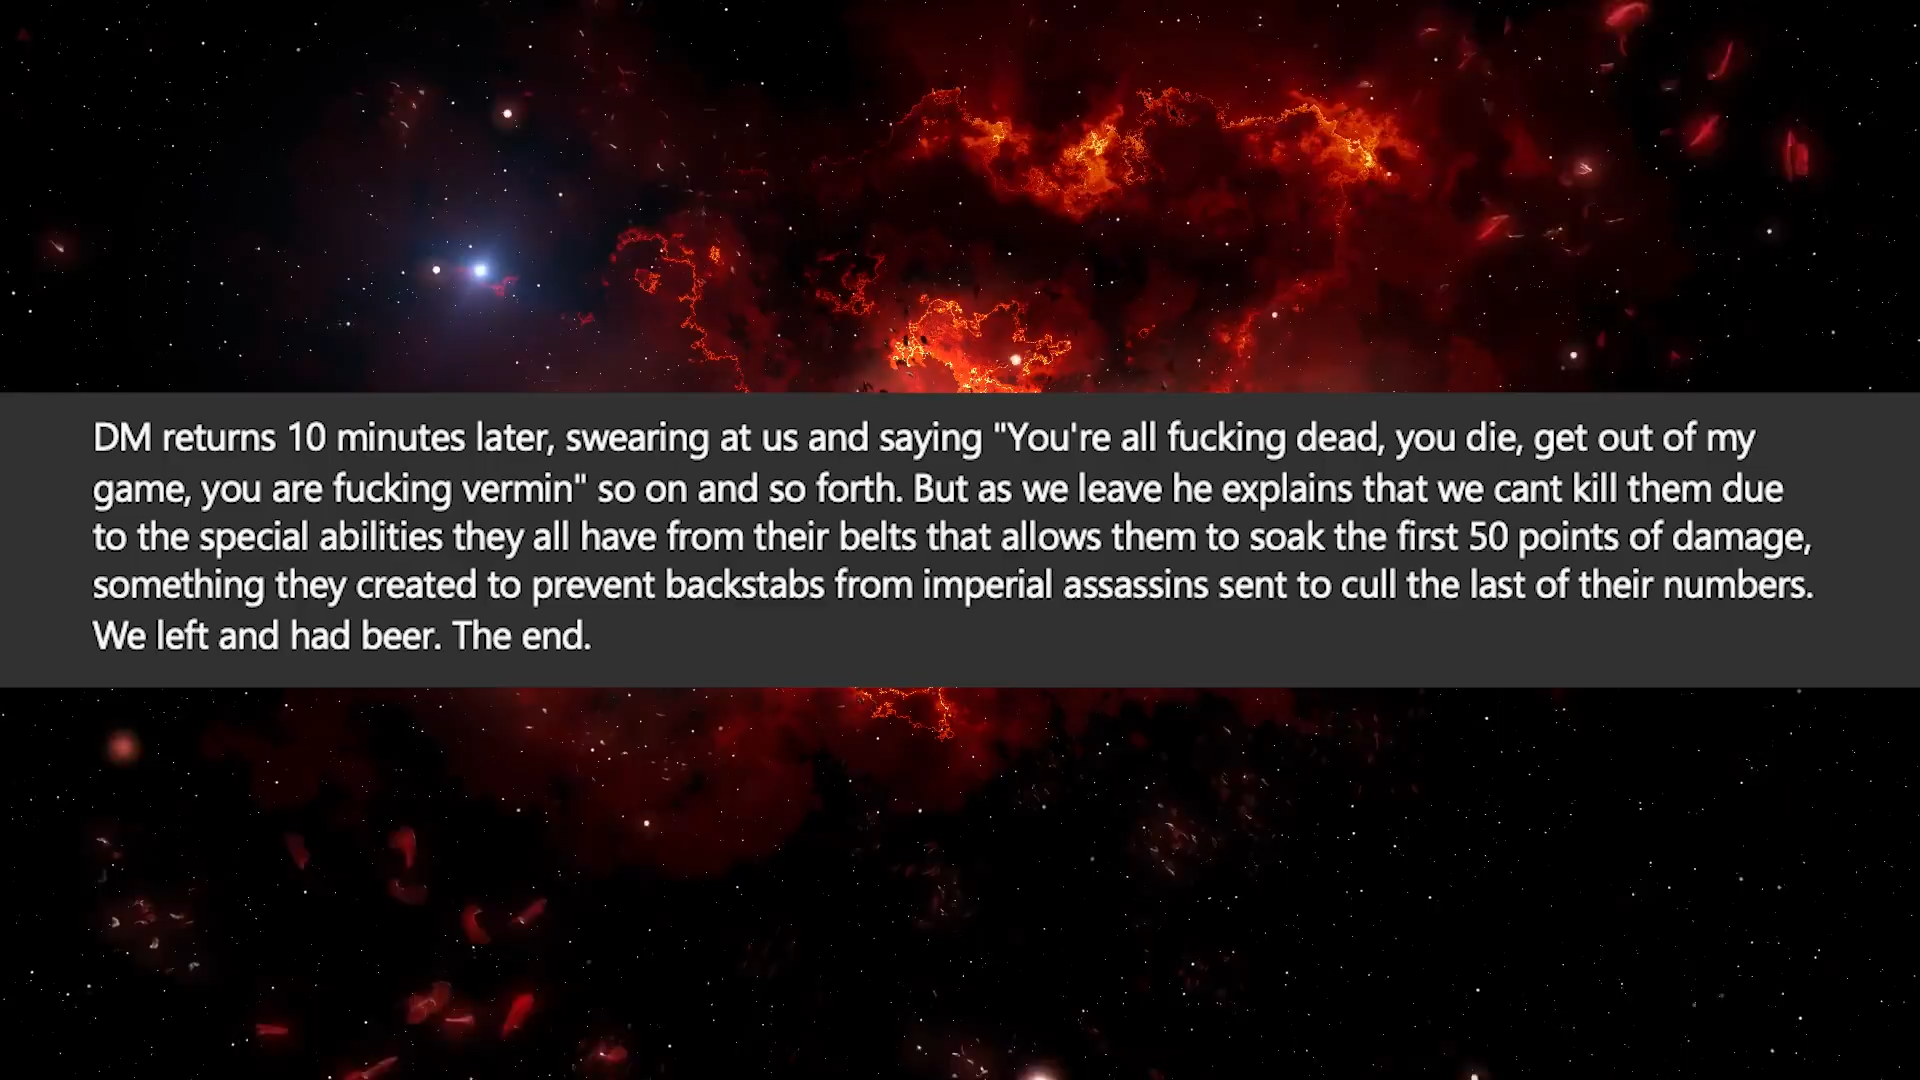 DM returns 10 minutes later, swearing at us and saying "You're all fucking dead, you die, get out of my
game, you are fucking vermin" so on and so forth. But as we leave he explains that we cant kill them due
to the special abilities they all have from their belts that allows them to soak the first 50 points of damage,
something they created to prevent backstabs from imperial assassins sent to cull the last of their numbers.
We left and had beer. The end.